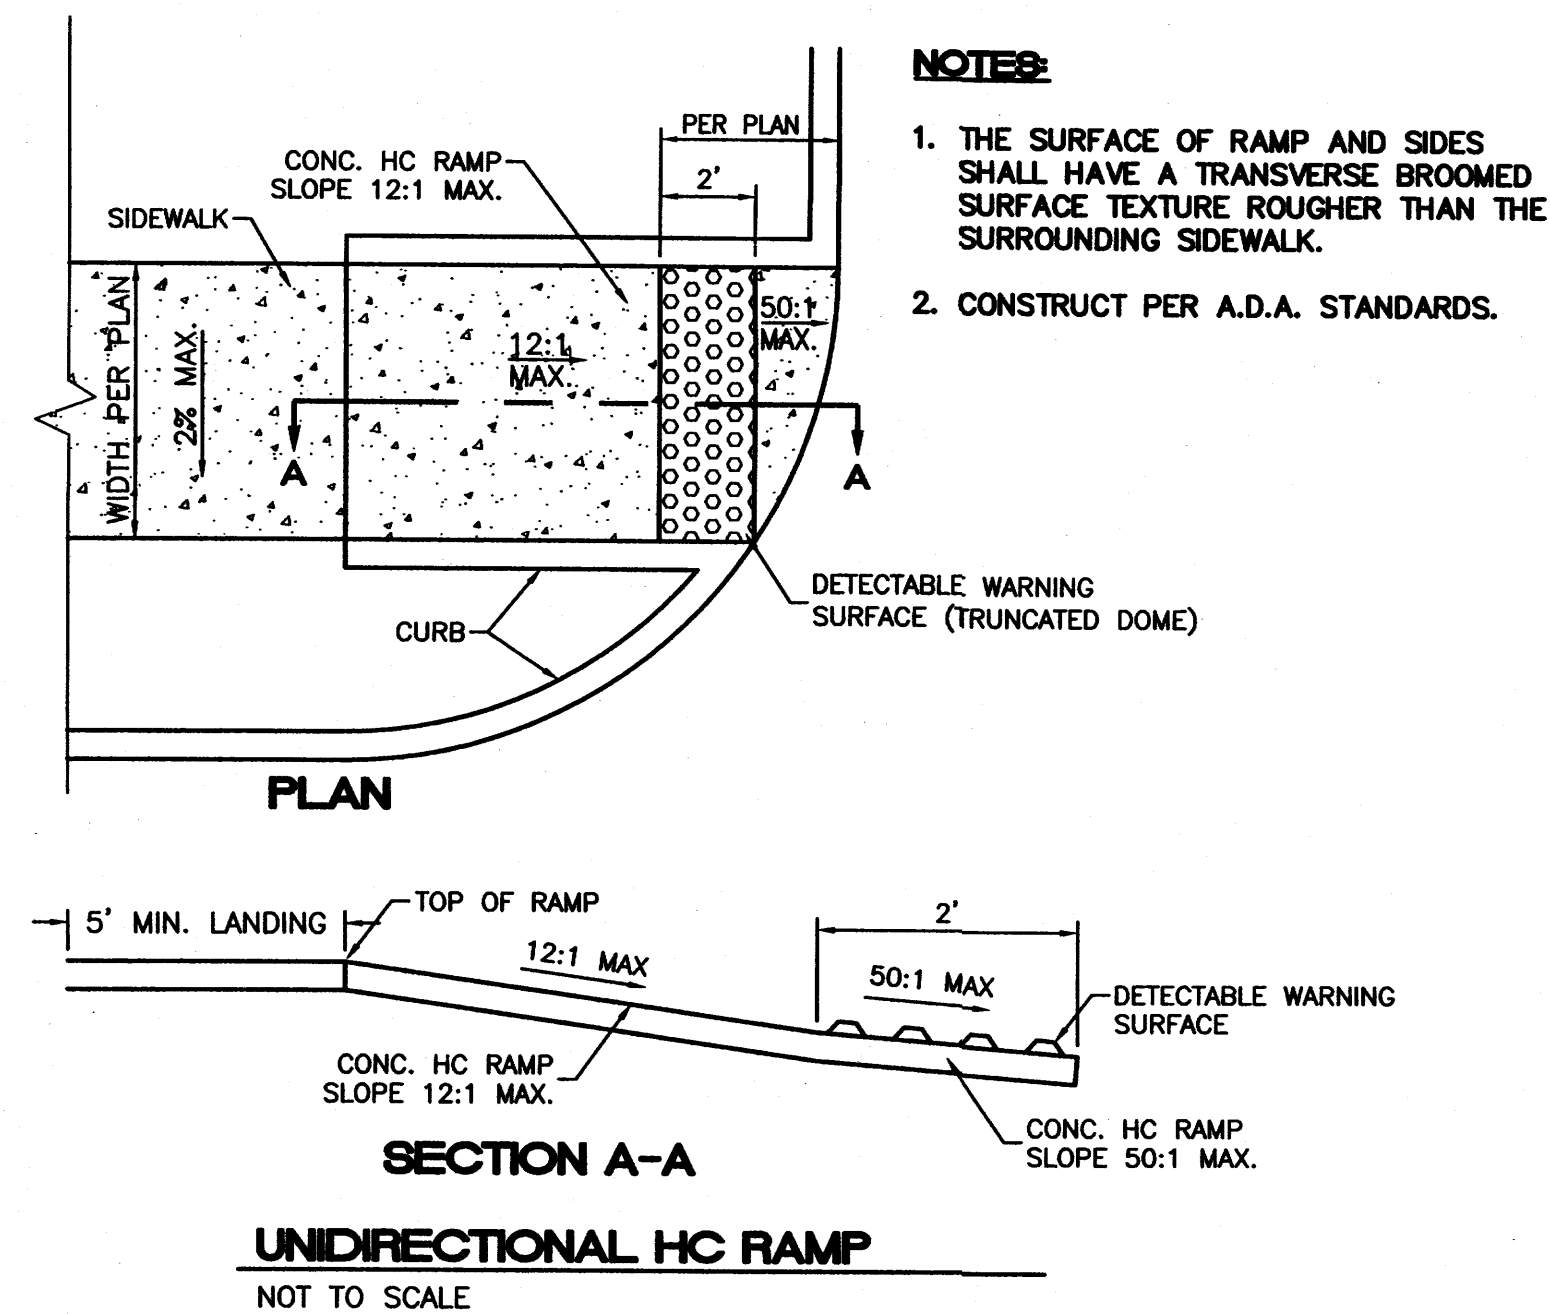 NOTES:
1. THE SURFACE OF RAMP AND SIDES
SHALL HAVE A TRANSVERSE BROOMED
SURFACE TEXTURE ROUGHER THAN THE
SURROUNDING SIDEWALK.
2. CONSTRUCT PER A.D.A. STANDARDS.
PER PLAN
2'
CONC. HC RAMP
SLOPE 12:1 MAX.
SIDEWALK
WIDTH PER PLAN
2% MAX.
12:1
MAX.
50:1
MAX.
A
A
DETECTABLE WARNING
SURFACE (TRUNCATED DOME)
CURB
PLAN
5' MIN. LANDING
TOP OF RAMP
12:1 MAX
2'
50:1 MAX
DETECTABLE WARNING
SURFACE
CONC. HC RAMP
SLOPE 12:1 MAX.
CONC. HC RAMP
SLOPE 50:1 MAX.
SECTION A-A
UNIDIRECTIONAL HC RAMP
NOT TO SCALE